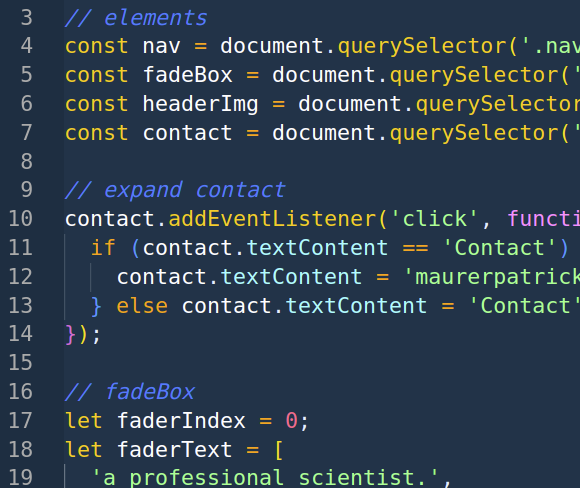 3 // elements
4 const nav = document.querySelector('.nav
5 const fadeBox = document.querySelector('
6 const headerImg = document.querySelector
7 const contact = document.querySelector('
8
9 // expand contact
10 contact.addEventListener('click', functi
11 if (contact.textContent == 'Contact')
12 contact.textContent = 'maurerpatrick
13 } else contact.textContent = 'Contact'
14 });
15
16 // fadeBox
17 let faderIndex = 0;
18 let faderText = [
19 'a professional scientist.',